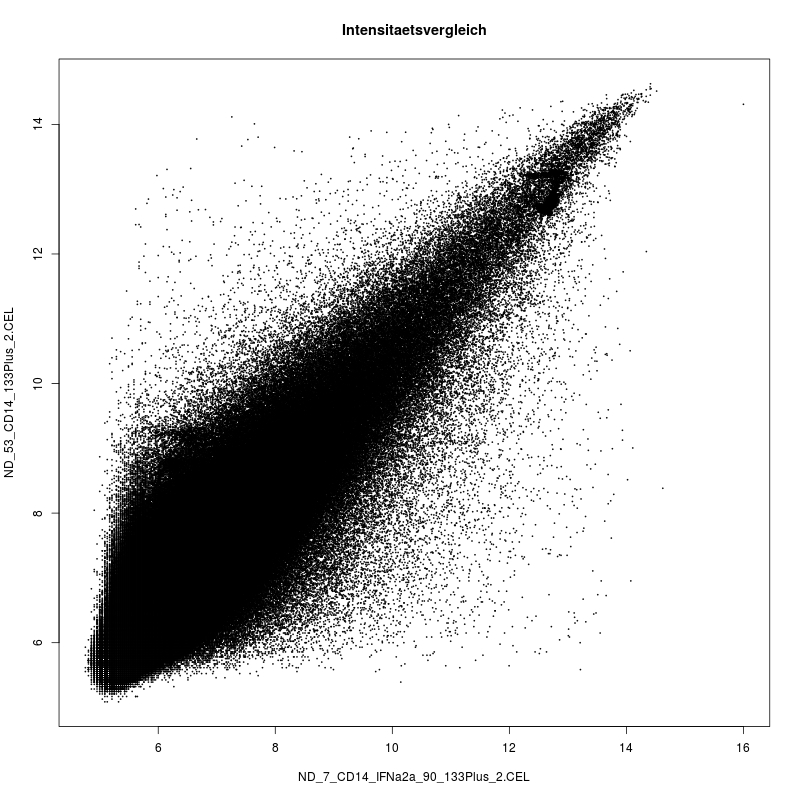 Intensitaetsvergleich
14
12
10
8
6
ND_53_CD14_133Plus_2.CEL
6 8 10 12 14 16
ND_7_CD14_IFNa2a_90_133Plus_2.CEL